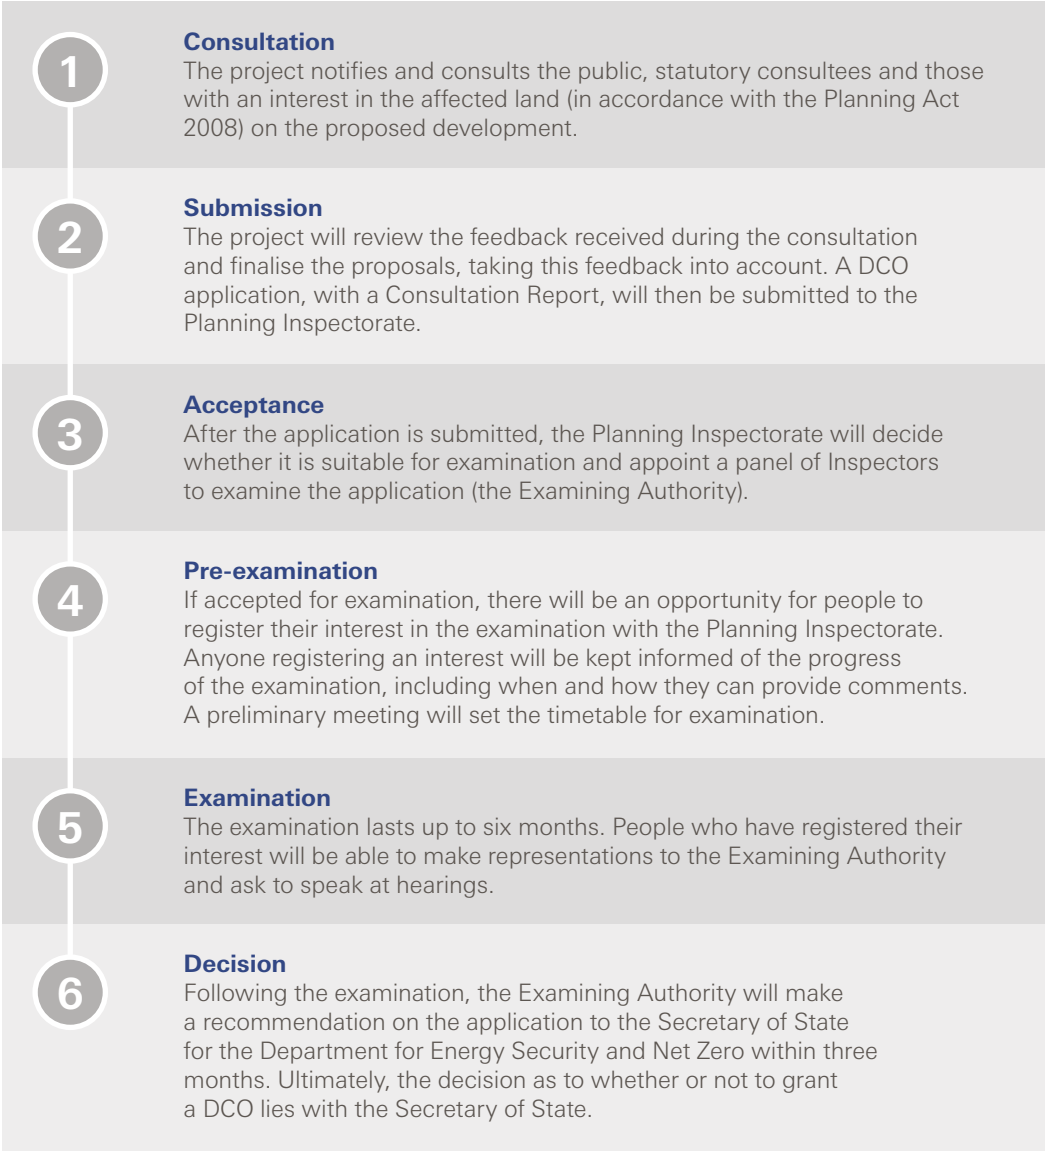 1
Consultation
The project notifies and consults the public, statutory consultees and those
with an interest in the affected land (in accordance with the Planning Act
2008) on the proposed development.
2
Submission
The project will review the feedback received during the consultation
and finalise the proposals, taking this feedback into account. A DCO
application, with a Consultation Report, will then be submitted to the
Planning Inspectorate.
3
Acceptance
After the application is submitted, the Planning Inspectorate will decide
whether it is suitable for examination and appoint a panel of Inspectors
to examine the application (the Examining Authority).
4
Pre-examination
If accepted for examination, there will be an opportunity for people to
register their interest in the examination with the Planning Inspectorate.
Anyone registering an interest will be kept informed of the progress
of the examination, including when and how they can provide comments.
A preliminary meeting will set the timetable for examination.
5
Examination
The examination lasts up to six months. People who have registered their
interest will be able to make representations to the Examining Authority
and ask to speak at hearings.
6
Decision
Following the examination, the Examining Authority will make
a recommendation on the application to the Secretary of State
for the Department for Energy Security and Net Zero within three
months. Ultimately, the decision as to whether or not to grant
a DCO lies with the Secretary of State.